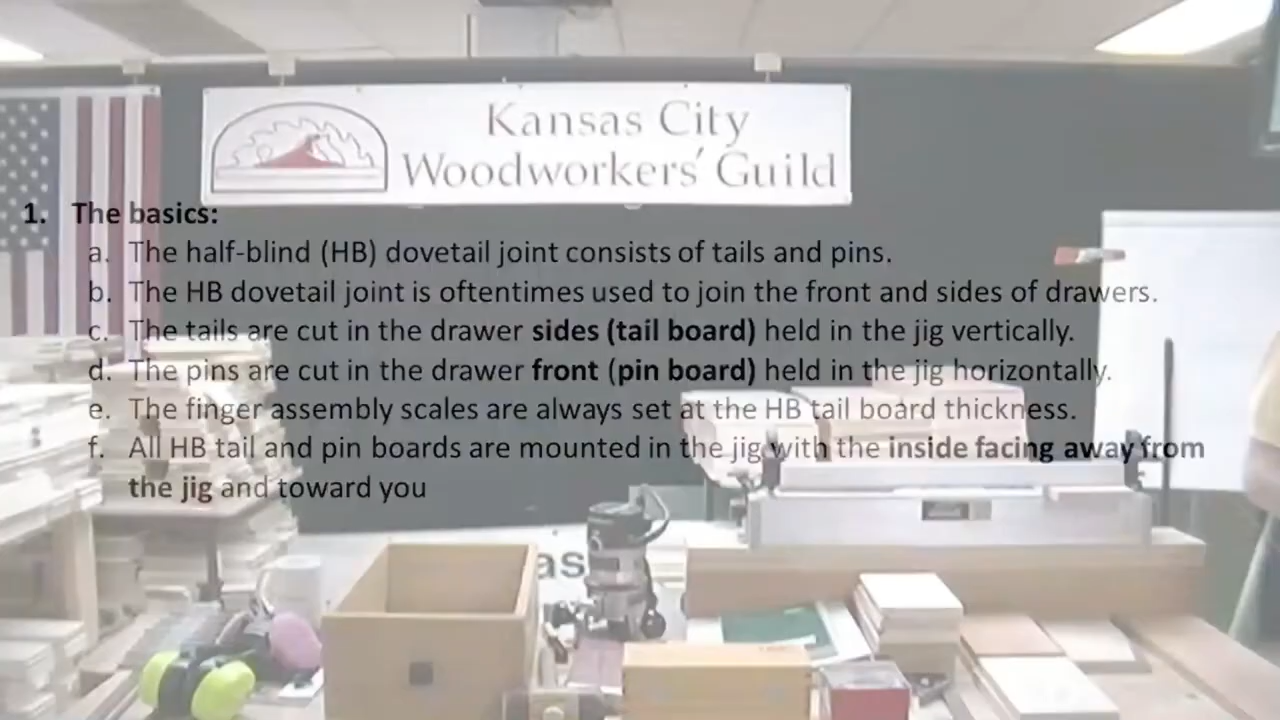 Kansas City
Woodworkers' Guild
1. The basics:
a. The half-blind (HB) dovetail joint consists of tails and pins.
b. The HB dovetail joint is oftentimes used to join the front and sides of drawers.
c. The tails are cut in the drawer sides (tail board) held in the jig vertically.
d. The pins are cut in the drawer front (pin board) held in the jig horizontally.
e. The finger assembly scales are always set at the HB tail board thickness.
f. All HB tail and pin boards are mounted in the jig with the inside facing away from
the jig and toward you
as